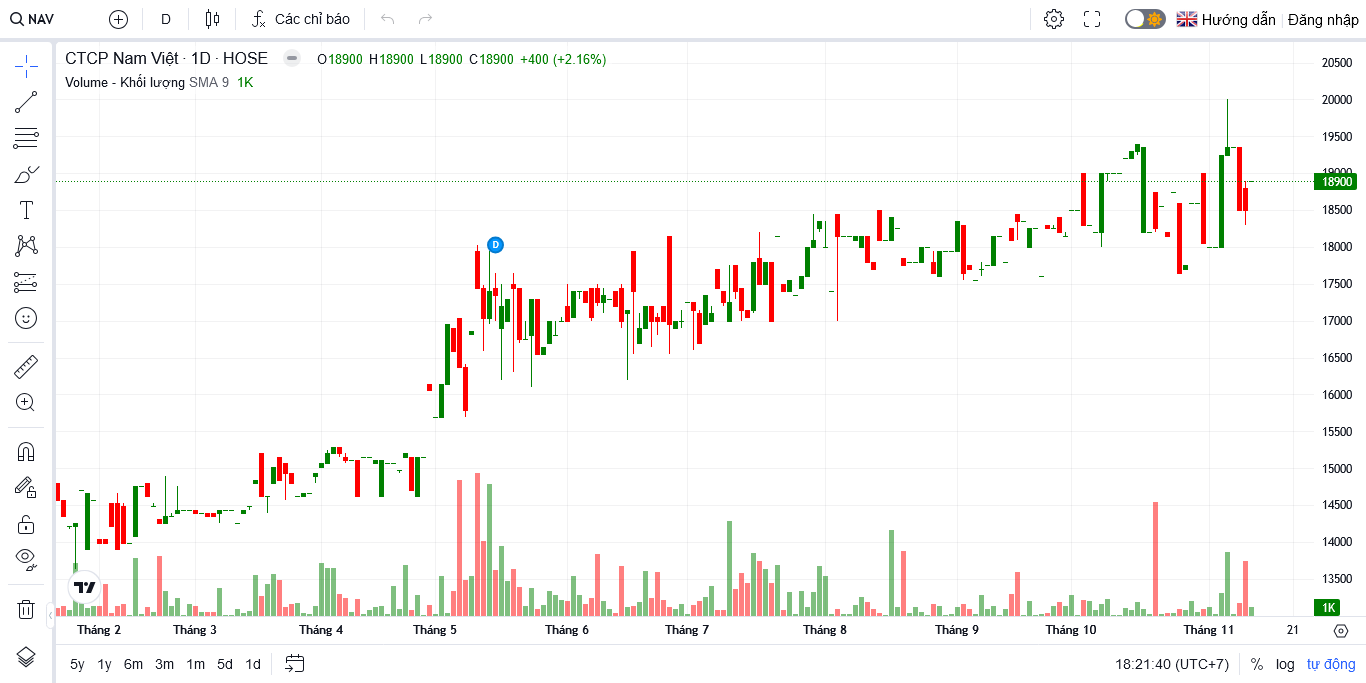 NAV D Các chỉ báo Hướng dẫn Đăng nhập
CTCP Nam Việt · 1D · HOSE O18900 H18900 L18900 C18900 +400 (+2.16%)
Volume - Khối lượng SMA 9 1K
D
20500
20000
19500
19000
18900
18500
18000
17500
17000
16500
16000
15500
15000
14500
14000
13500
1K
Tháng 2 Tháng 3 Tháng 4 Tháng 5 Tháng 6 Tháng 7 Tháng 8 Tháng 9 Tháng 10 Tháng 11 21
5y 1y 6m 3m 1m 5d 1d 18:21:40 (UTC+7) % log tự động